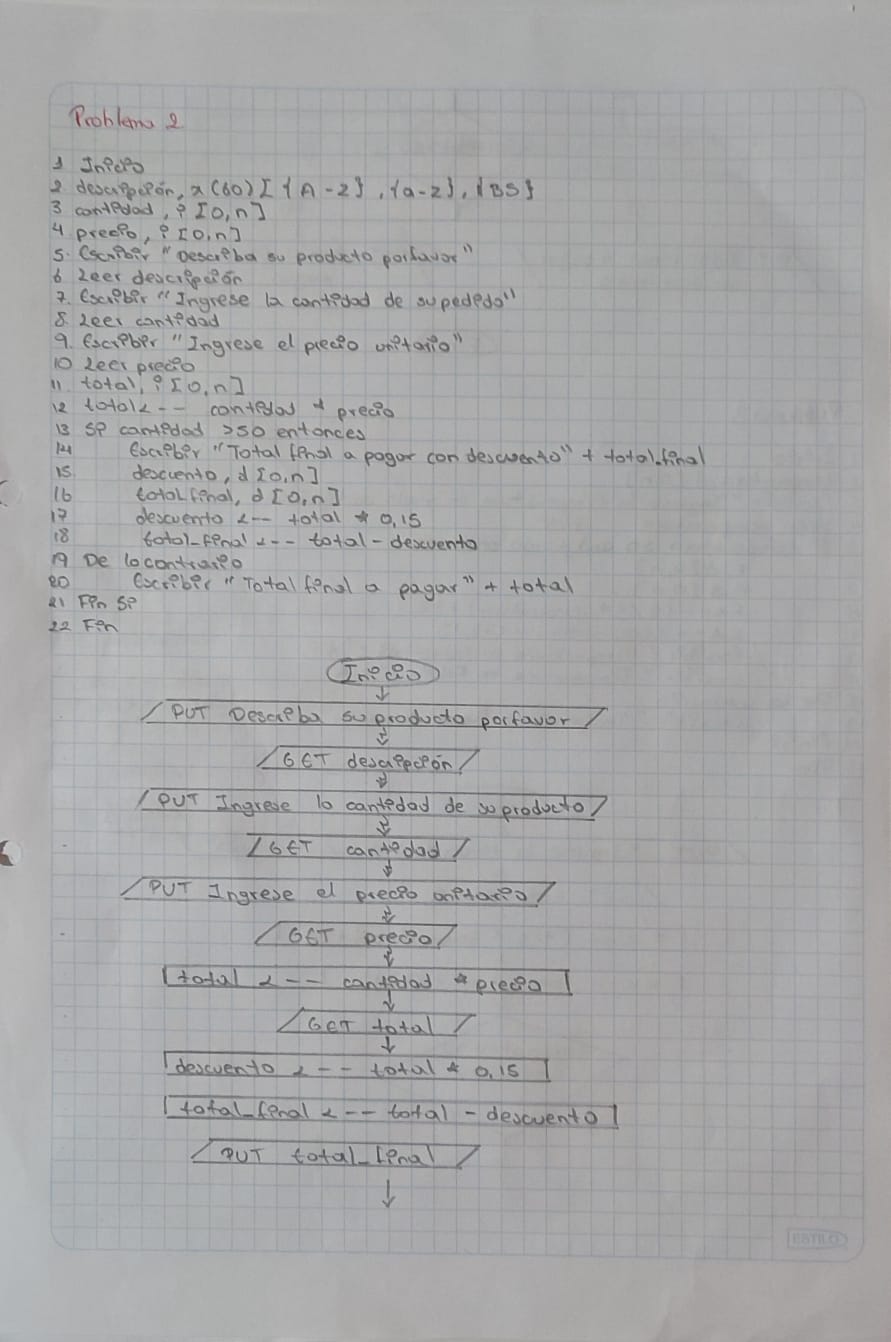 Problema 2
1 Inicio
2 descripción, x (60) [ {A-Z}, {a-z}, {BS}
3 cantidad, i [0,n]
4 precio, i [0,n]
5. Escribir "Describa su producto porfavor"
6 Leer descripción
7. Escribir "Ingrese la cantidad de su pedido"
8. Leer cantidad
9. Escribir "Ingrese el precio unitario"
10 Leer precio
11 total, i [0,n]
12 total <-- cantidad * precio
13 Si cantidad >50 entonces
14 Escribir "Total final a pagar con descuento" + total_final
15 descuento, d [0,n]
16 total final, d [0,n]
17 descuento <-- total * 0,15
18 total_final <-- total - descuento
19 De lo contrario
20 Escribir "Total final a pagar" + total
21 Fin Si
22 Fin
Inicio
PUT Describa su producto porfavor
GET descripción
PUT Ingrese la cantidad de su producto
GET cantidad
PUT Ingrese el precio unitario
GET precio
total <-- cantidad * precio
GET total
descuento <-- total * 0,15
total_final <-- total - descuento
PUT total_final
ESTILO